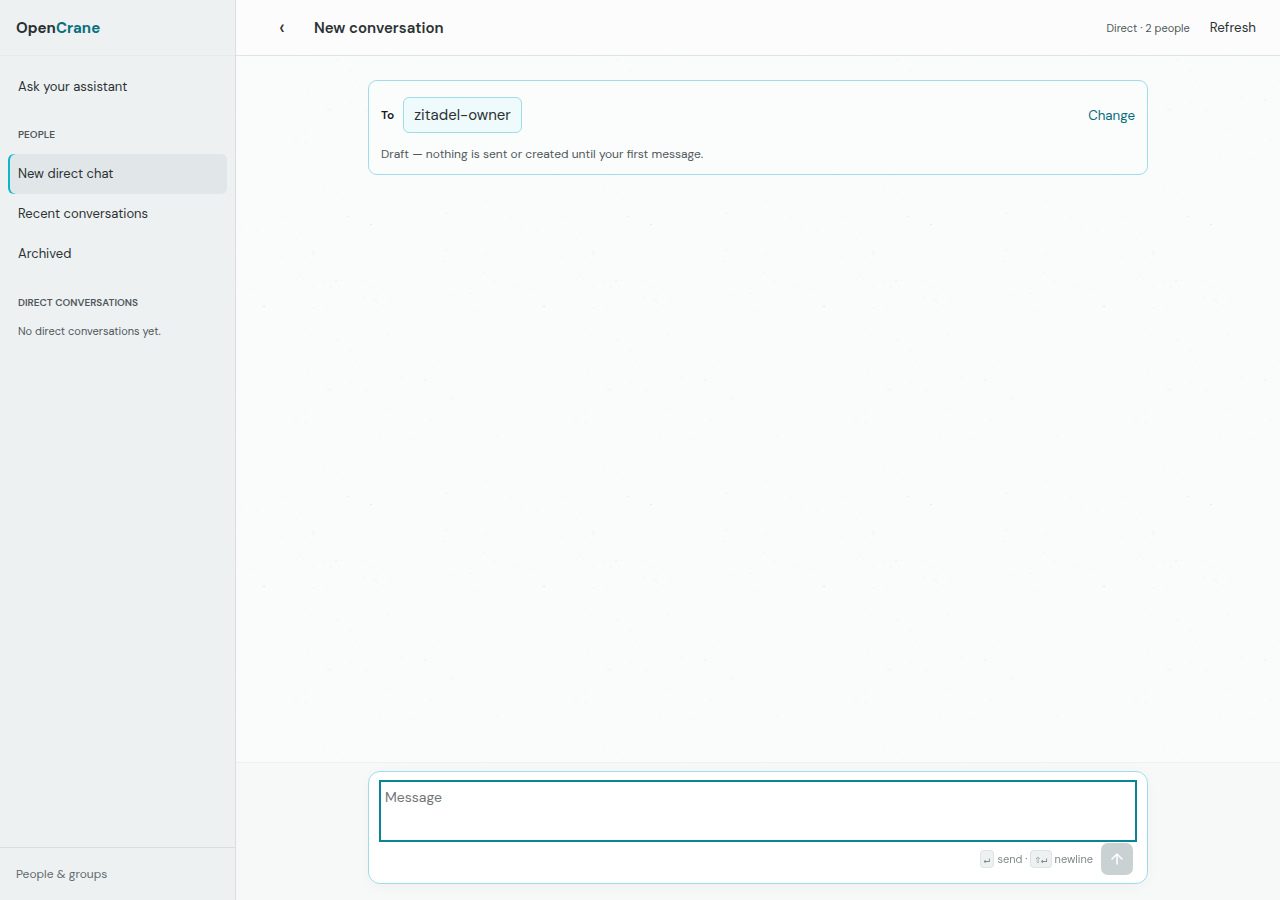 OpenCrane
‹ New conversation
Direct · 2 people
Refresh
Ask your assistant
PEOPLE
New direct chat
Recent conversations
Archived
DIRECT CONVERSATIONS
No direct conversations yet.
People & groups
To zitadel-owner
Change
Draft — nothing is sent or created until your first message.
Message
↵ send · ⇧↵ newline